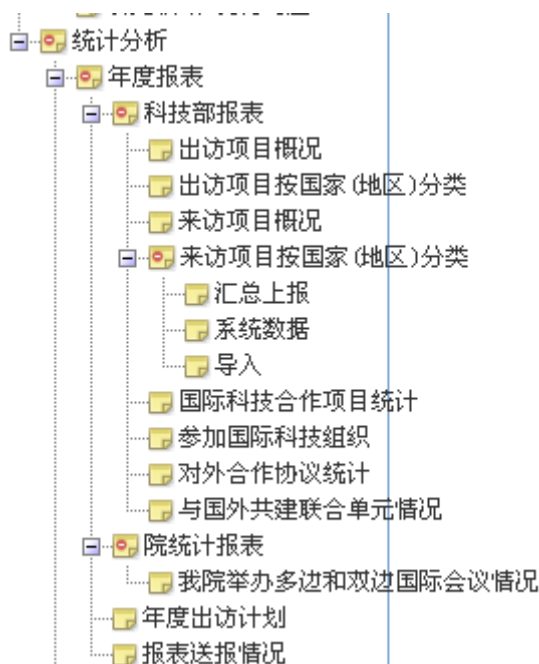 统计分析
年度报表
科技部报表
出访项目概况
出访项目按国家(地区)分类
来访项目概况
来访项目按国家(地区)分类
汇总上报
系统数据
导入
国际科技合作项目统计
参加国际科技组织
对外合作协议统计
与国外共建联合单元情况
院统计报表
我院举办多边和双边国际会议情况
年度出访计划
报表送报情况